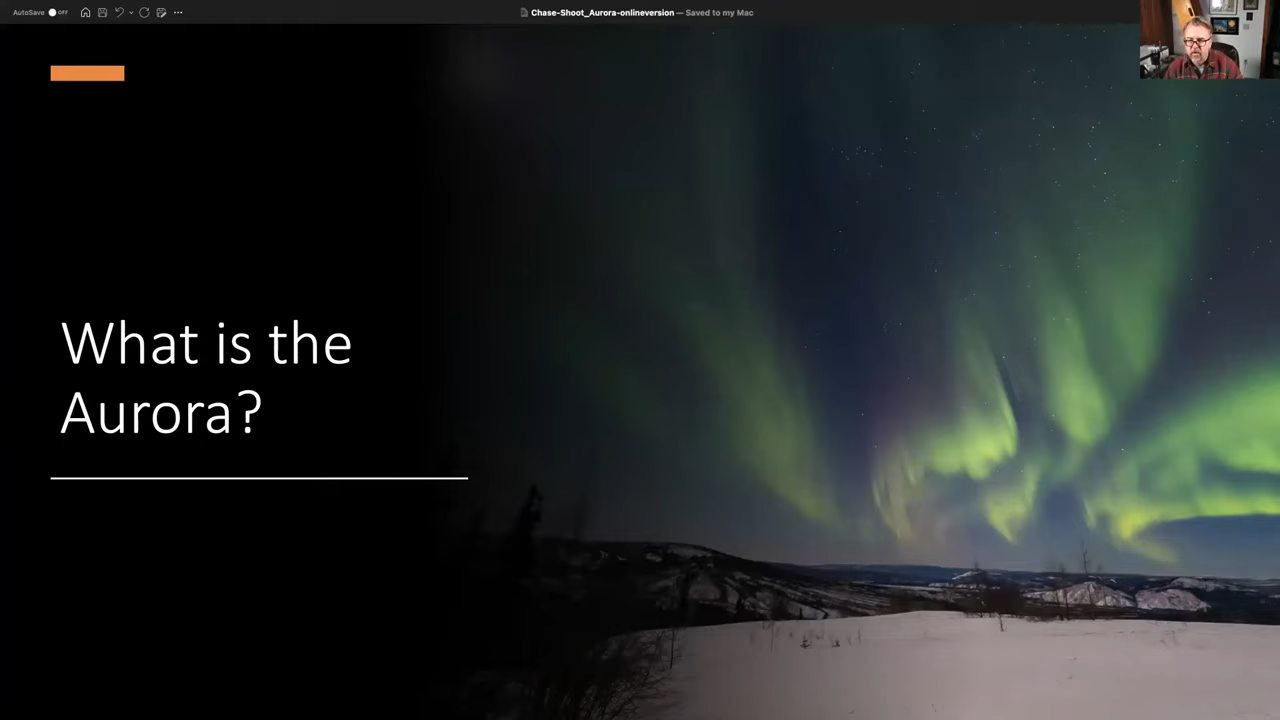 AutoSave OFF
Chase-Shoot_Aurora-onlineversion — Saved to my Mac
What is the
Aurora?